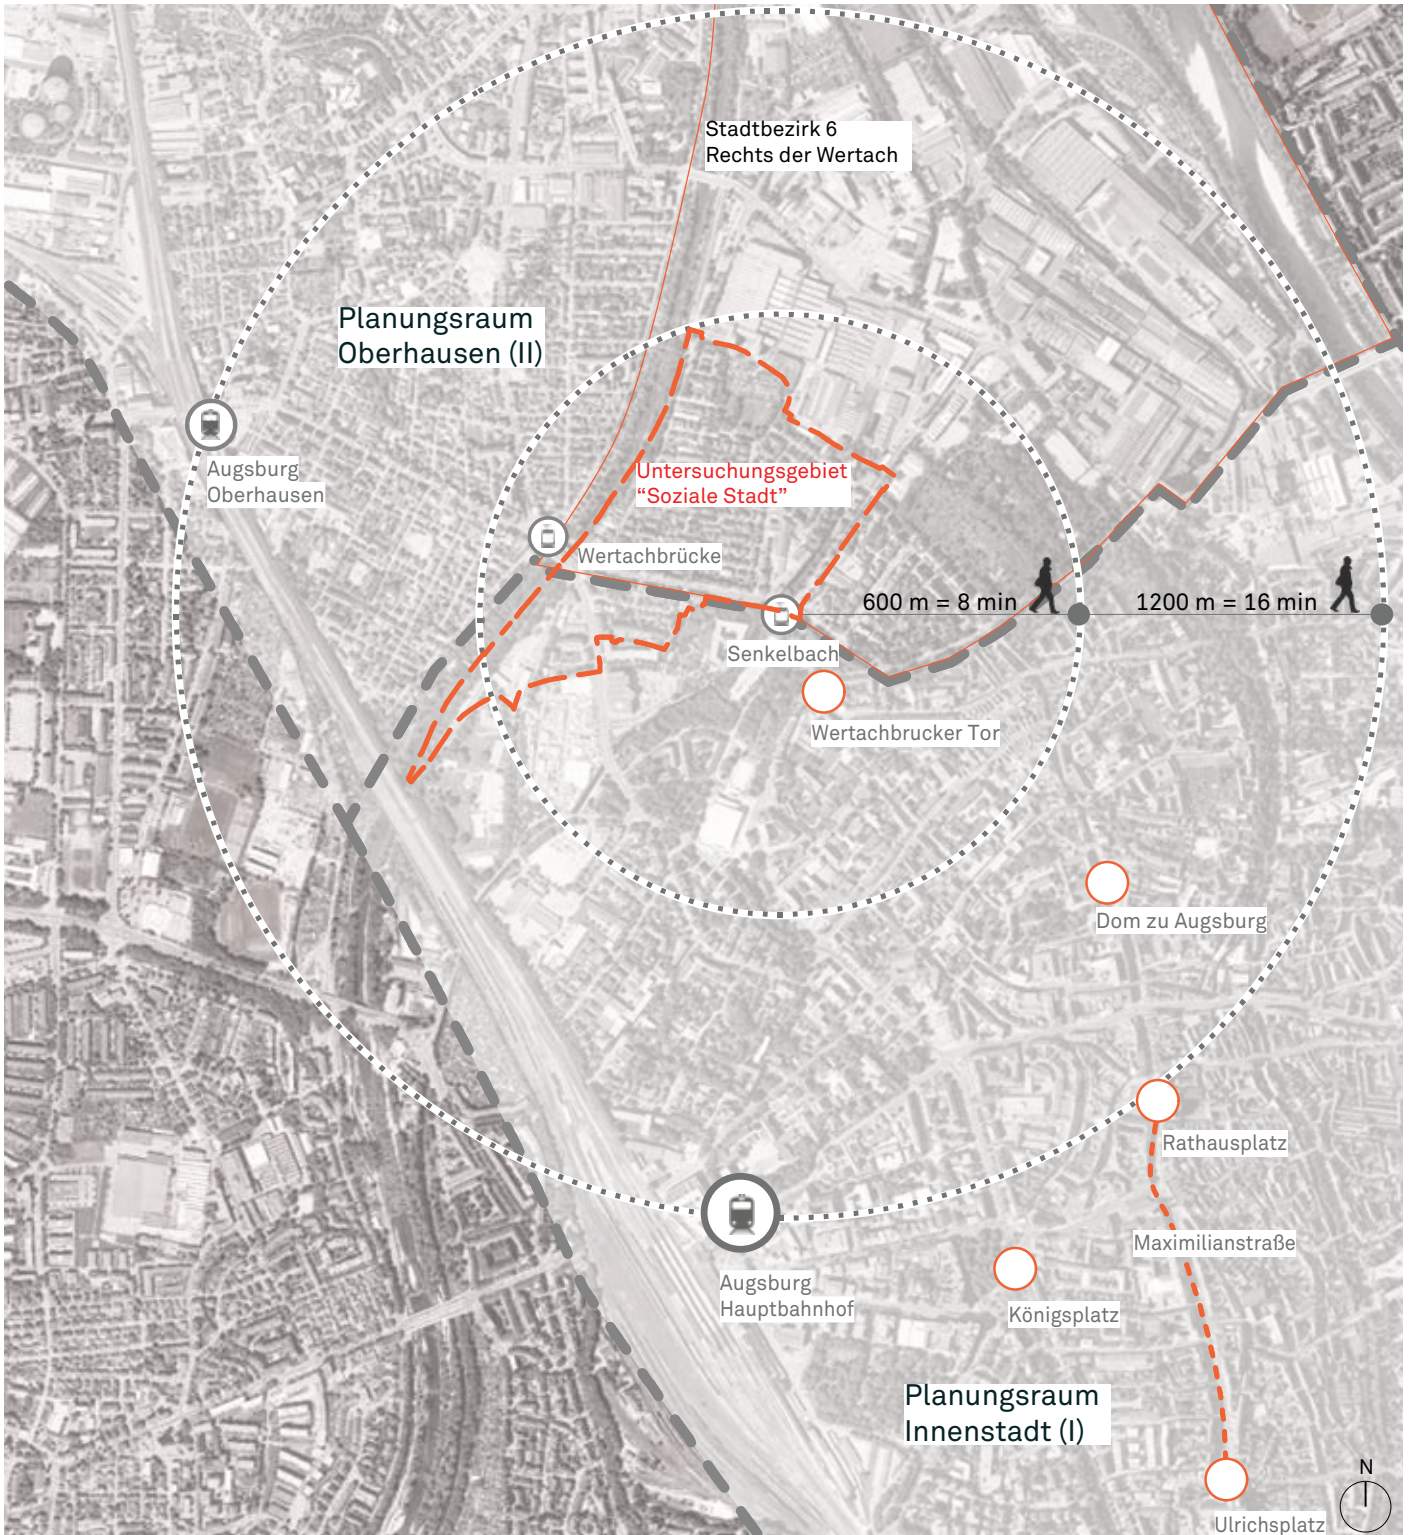 Stadtbezirk 6
Rechts der Wertach
Planungsraum
Oberhausen (II)
Augsburg
Oberhausen
Untersuchungsgebiet
“Soziale Stadt”
Wertachbrücke
600 m = 8 min
1200 m = 16 min
Senkelbach
Wertachbrucker Tor
Dom zu Augsburg
Rathausplatz
Maximilianstraße
Augsburg
Hauptbahnhof
Königsplatz
Planungsraum
Innenstadt (I)
N
Ulrichsplatz